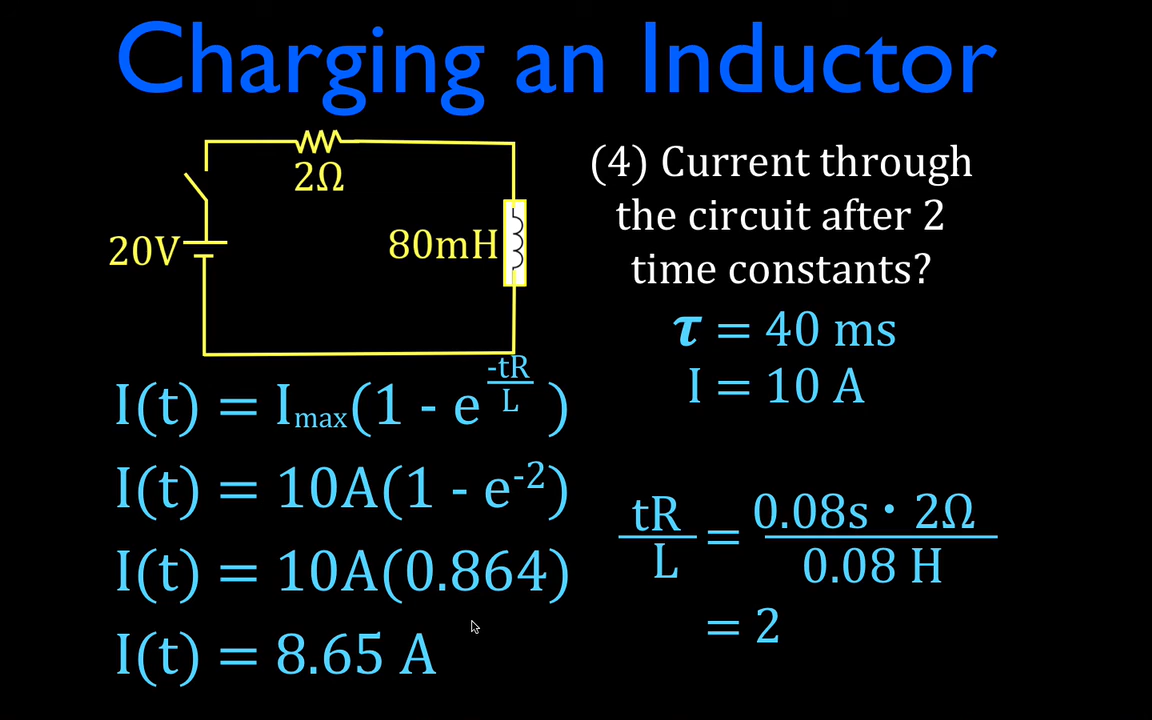 Charging an Inductor
2Ω
20V
80mH
(4) Current through
the circuit after 2
time constants?
τ = 40 ms
I = 10 A
I(t) = Imax(1 - e^(-tR/L))
I(t) = 10A(1 - e⁻²)
I(t) = 10A(0.864)
I(t) = 8.65 A
tR/L = 0.08s · 2Ω / 0.08 H
= 2